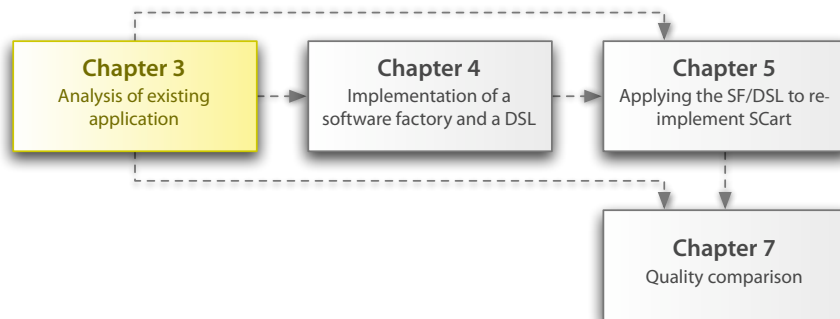 Chapter 3
Analysis of existing
application
Chapter 4
Implementation of a
software factory and a DSL
Chapter 5
Applying the SF/DSL to re-
implement SCart
Chapter 7
Quality comparison